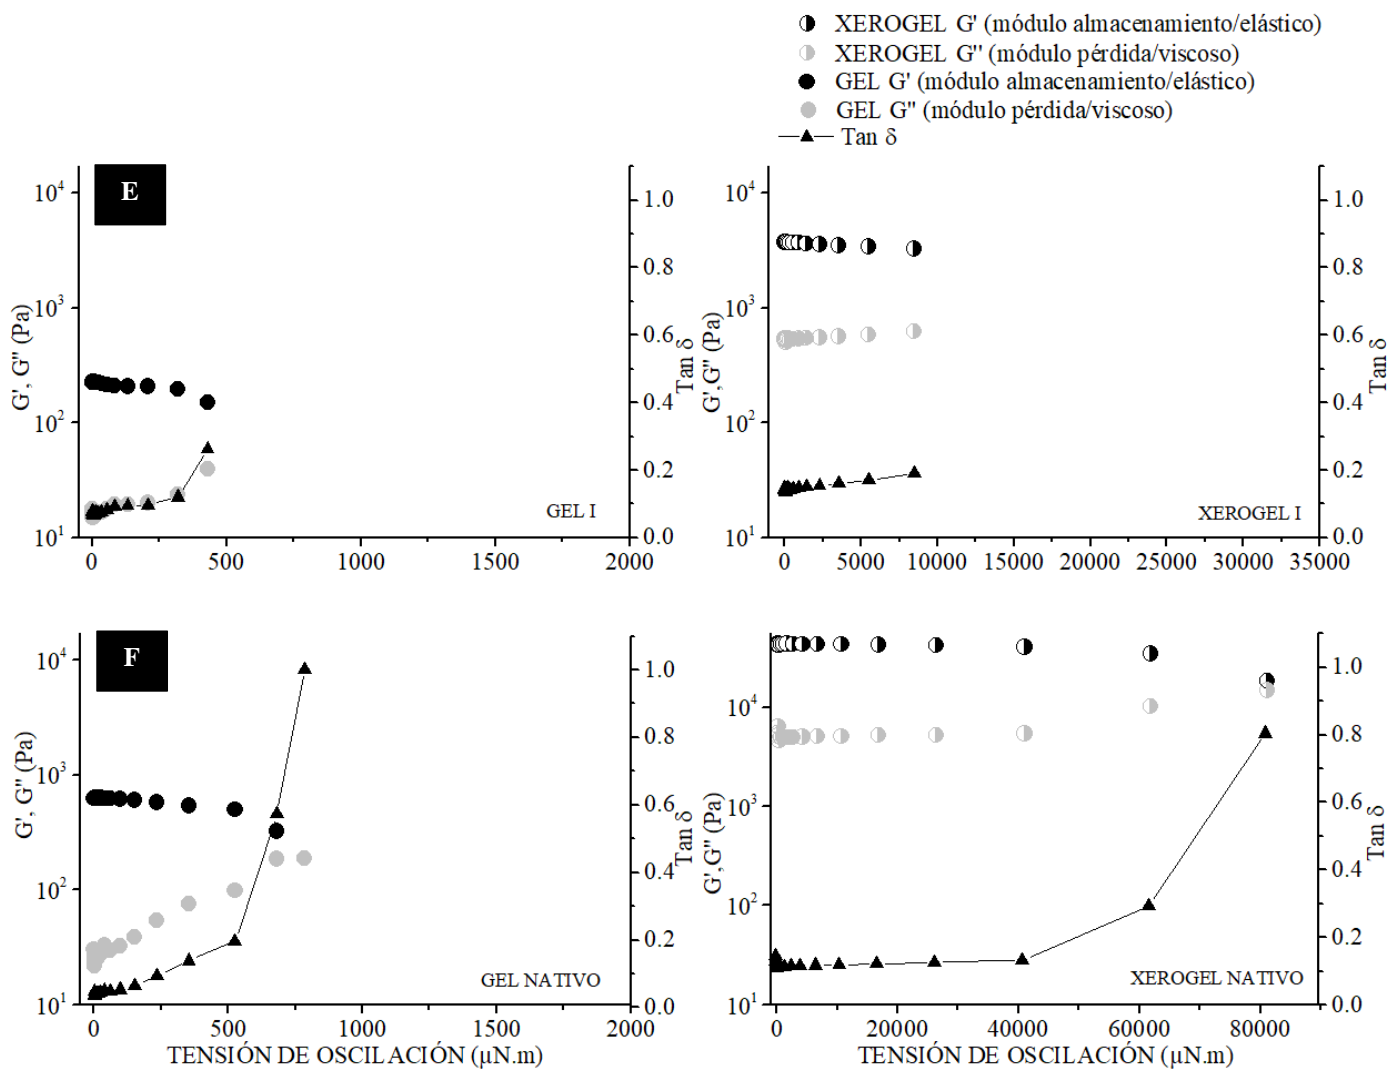 XEROGEL G' (módulo almacenamiento/elástico)
XEROGEL G'' (módulo pérdida/viscoso)
GEL G' (módulo almacenamiento/elástico)
GEL G'' (módulo pérdida/viscoso)
Tan δ
E
10⁴
10³
10²
10¹
G', G'' (Pa)
1.0
0.8
0.6
0.4
0.2
0.0
Tan δ
GEL I
0 500 1000 1500 2000
10⁴
10³
10²
10¹
G',G'' (Pa)
1.0
0.8
0.6
0.4
0.2
0.0
Tan δ
XEROGEL I
0 5000 10000 15000 20000 25000 30000 35000
F
10⁴
10³
10²
10¹
G', G'' (Pa)
1.0
0.8
0.6
0.4
0.2
0.0
Tan δ
GEL NATIVO
0 500 1000 1500 2000
TENSIÓN DE OSCILACIÓN (µN.m)
10⁴
10³
10²
10¹
G',G'' (Pa)
1.0
0.8
0.6
0.4
0.2
0.0
Tan δ
XEROGEL NATIVO
0 20000 40000 60000 80000
TENSIÓN DE OSCILACIÓN (µN.m)